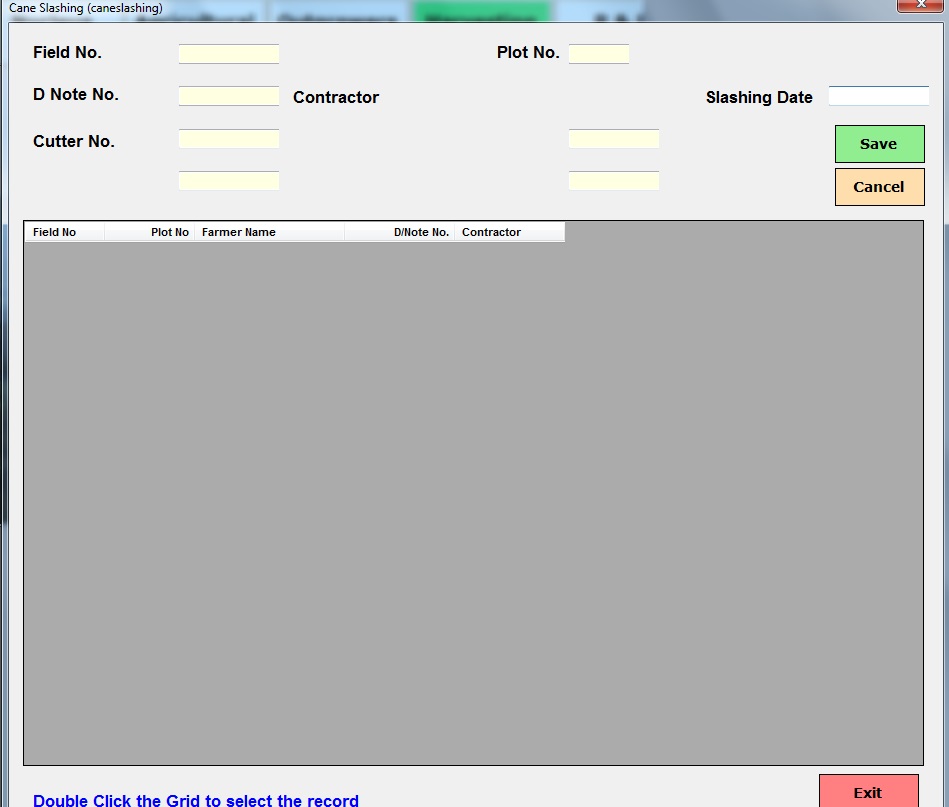 Cane Slashing (caneslashing)
Harvesting
Field No.
Plot No.
D Note No.
Contractor
Slashing Date
Cutter No.
Save
Cancel
Field No Plot No Farmer Name D/Note No. Contractor
Double Click the Grid to select the record
Exit